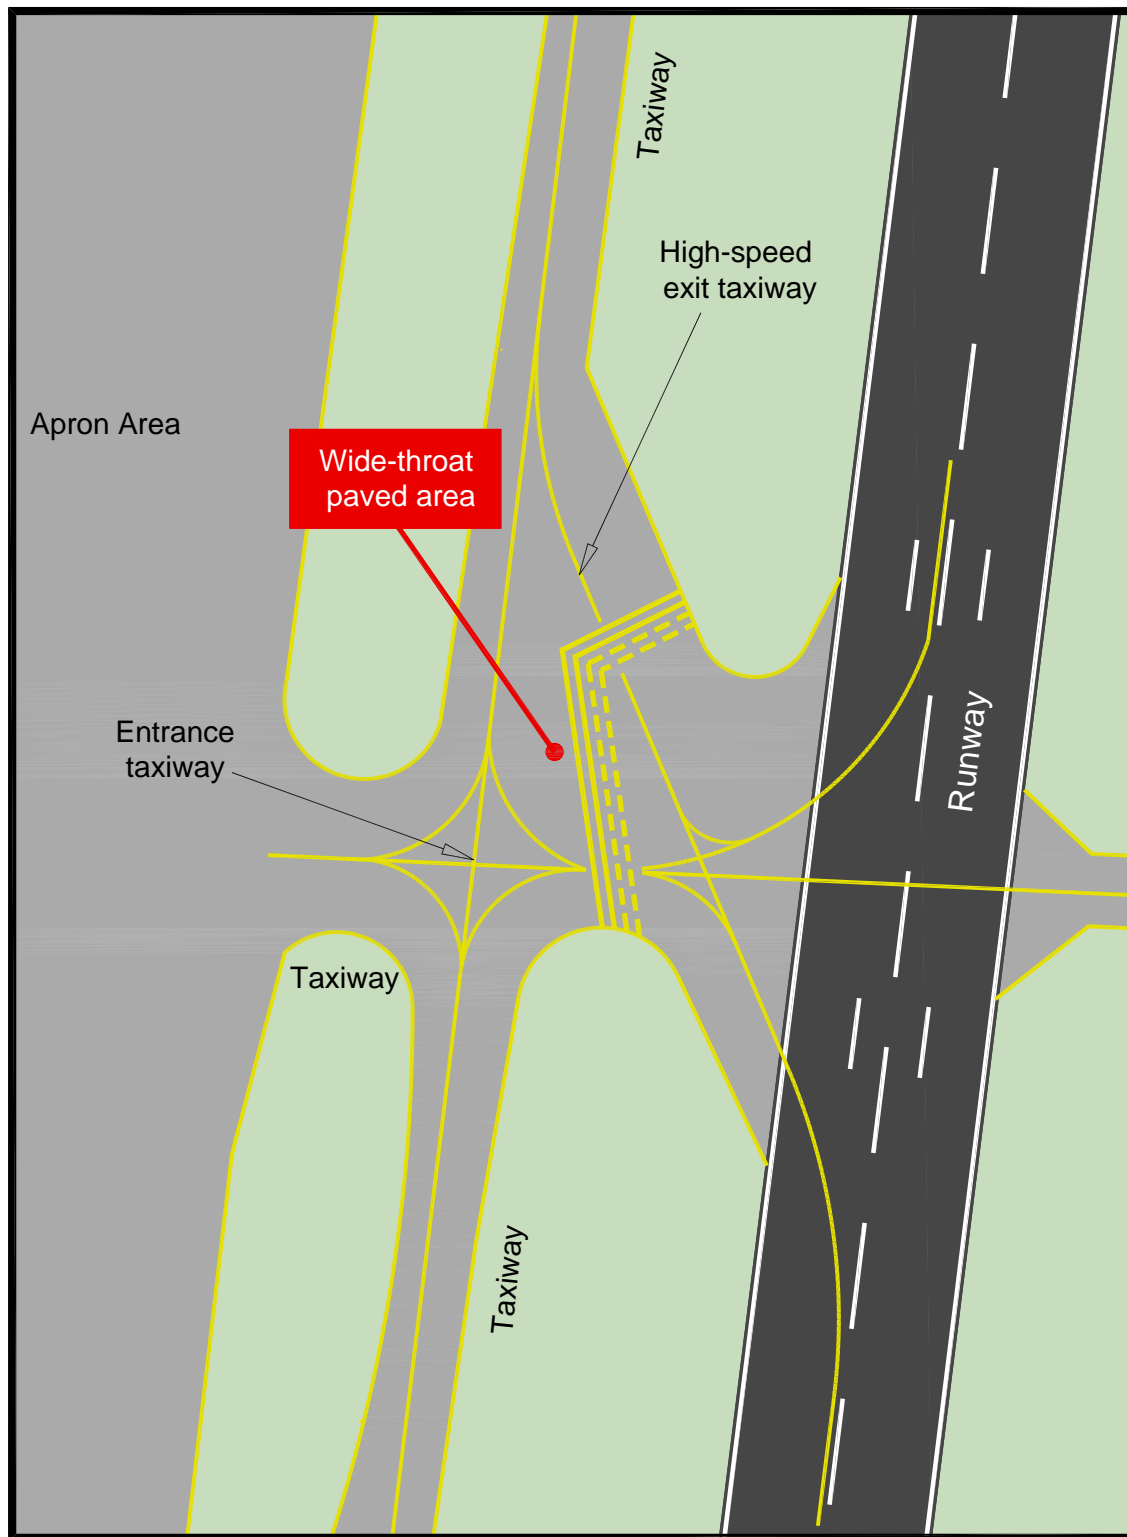 Taxiway
High-speed
exit taxiway
Apron Area
Wide-throat
paved area
Runway
Entrance
taxiway
Taxiway
Taxiway